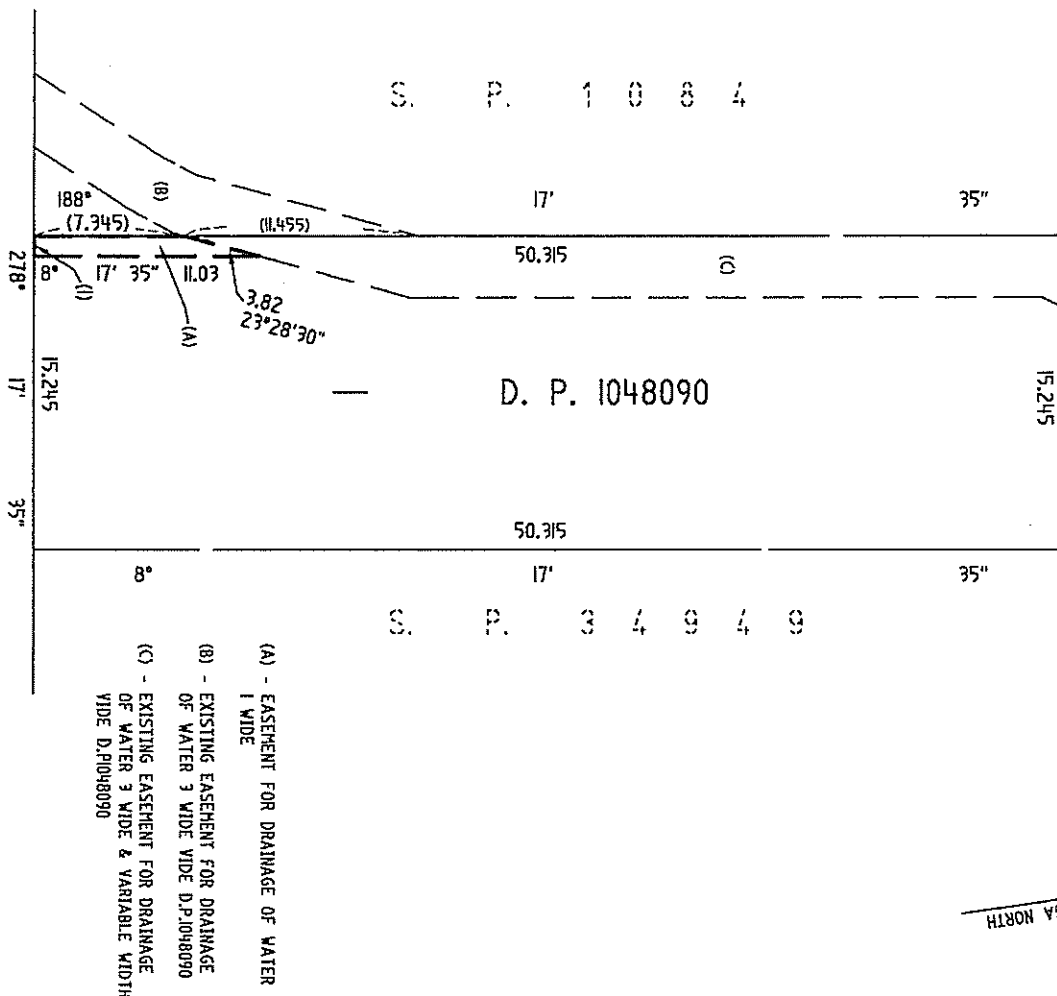 S. P. 1 0 8 4
188° 17' 35"
(B)
(7.345) (11.455)
50.315
(C)
278° 17' 35"
8° 17' 35" 11.03
(1)
(A)
3.82
23°28'30"
15.245
D. P. 1048090
15.245
50.315
8° 17' 35"
S. P. 3 4 9 4 9
(A) - EASEMENT FOR DRAINAGE OF WATER
1 WIDE
(B) - EXISTING EASEMENT FOR DRAINAGE
OF WATER 3 WIDE VIDE D.P.1048090
(C) - EXISTING EASEMENT FOR DRAINAGE
OF WATER 3 WIDE & VARIABLE WIDTH
VIDE D.P1048090
GA NORTH